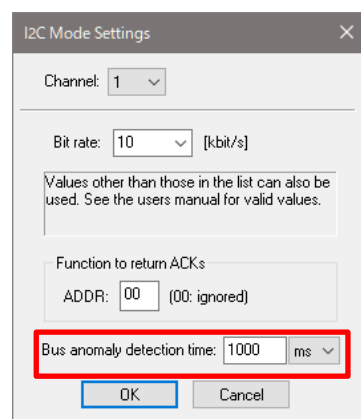 I2C Mode Settings
Channel: 1
Bit rate: 10 [kbit/s]
Values other than those in the list can also be
used. See the users manual for valid values.
Function to return ACKs
ADDR: 00 (00: ignored)
Bus anomaly detection time: 1000 ms
OK Cancel